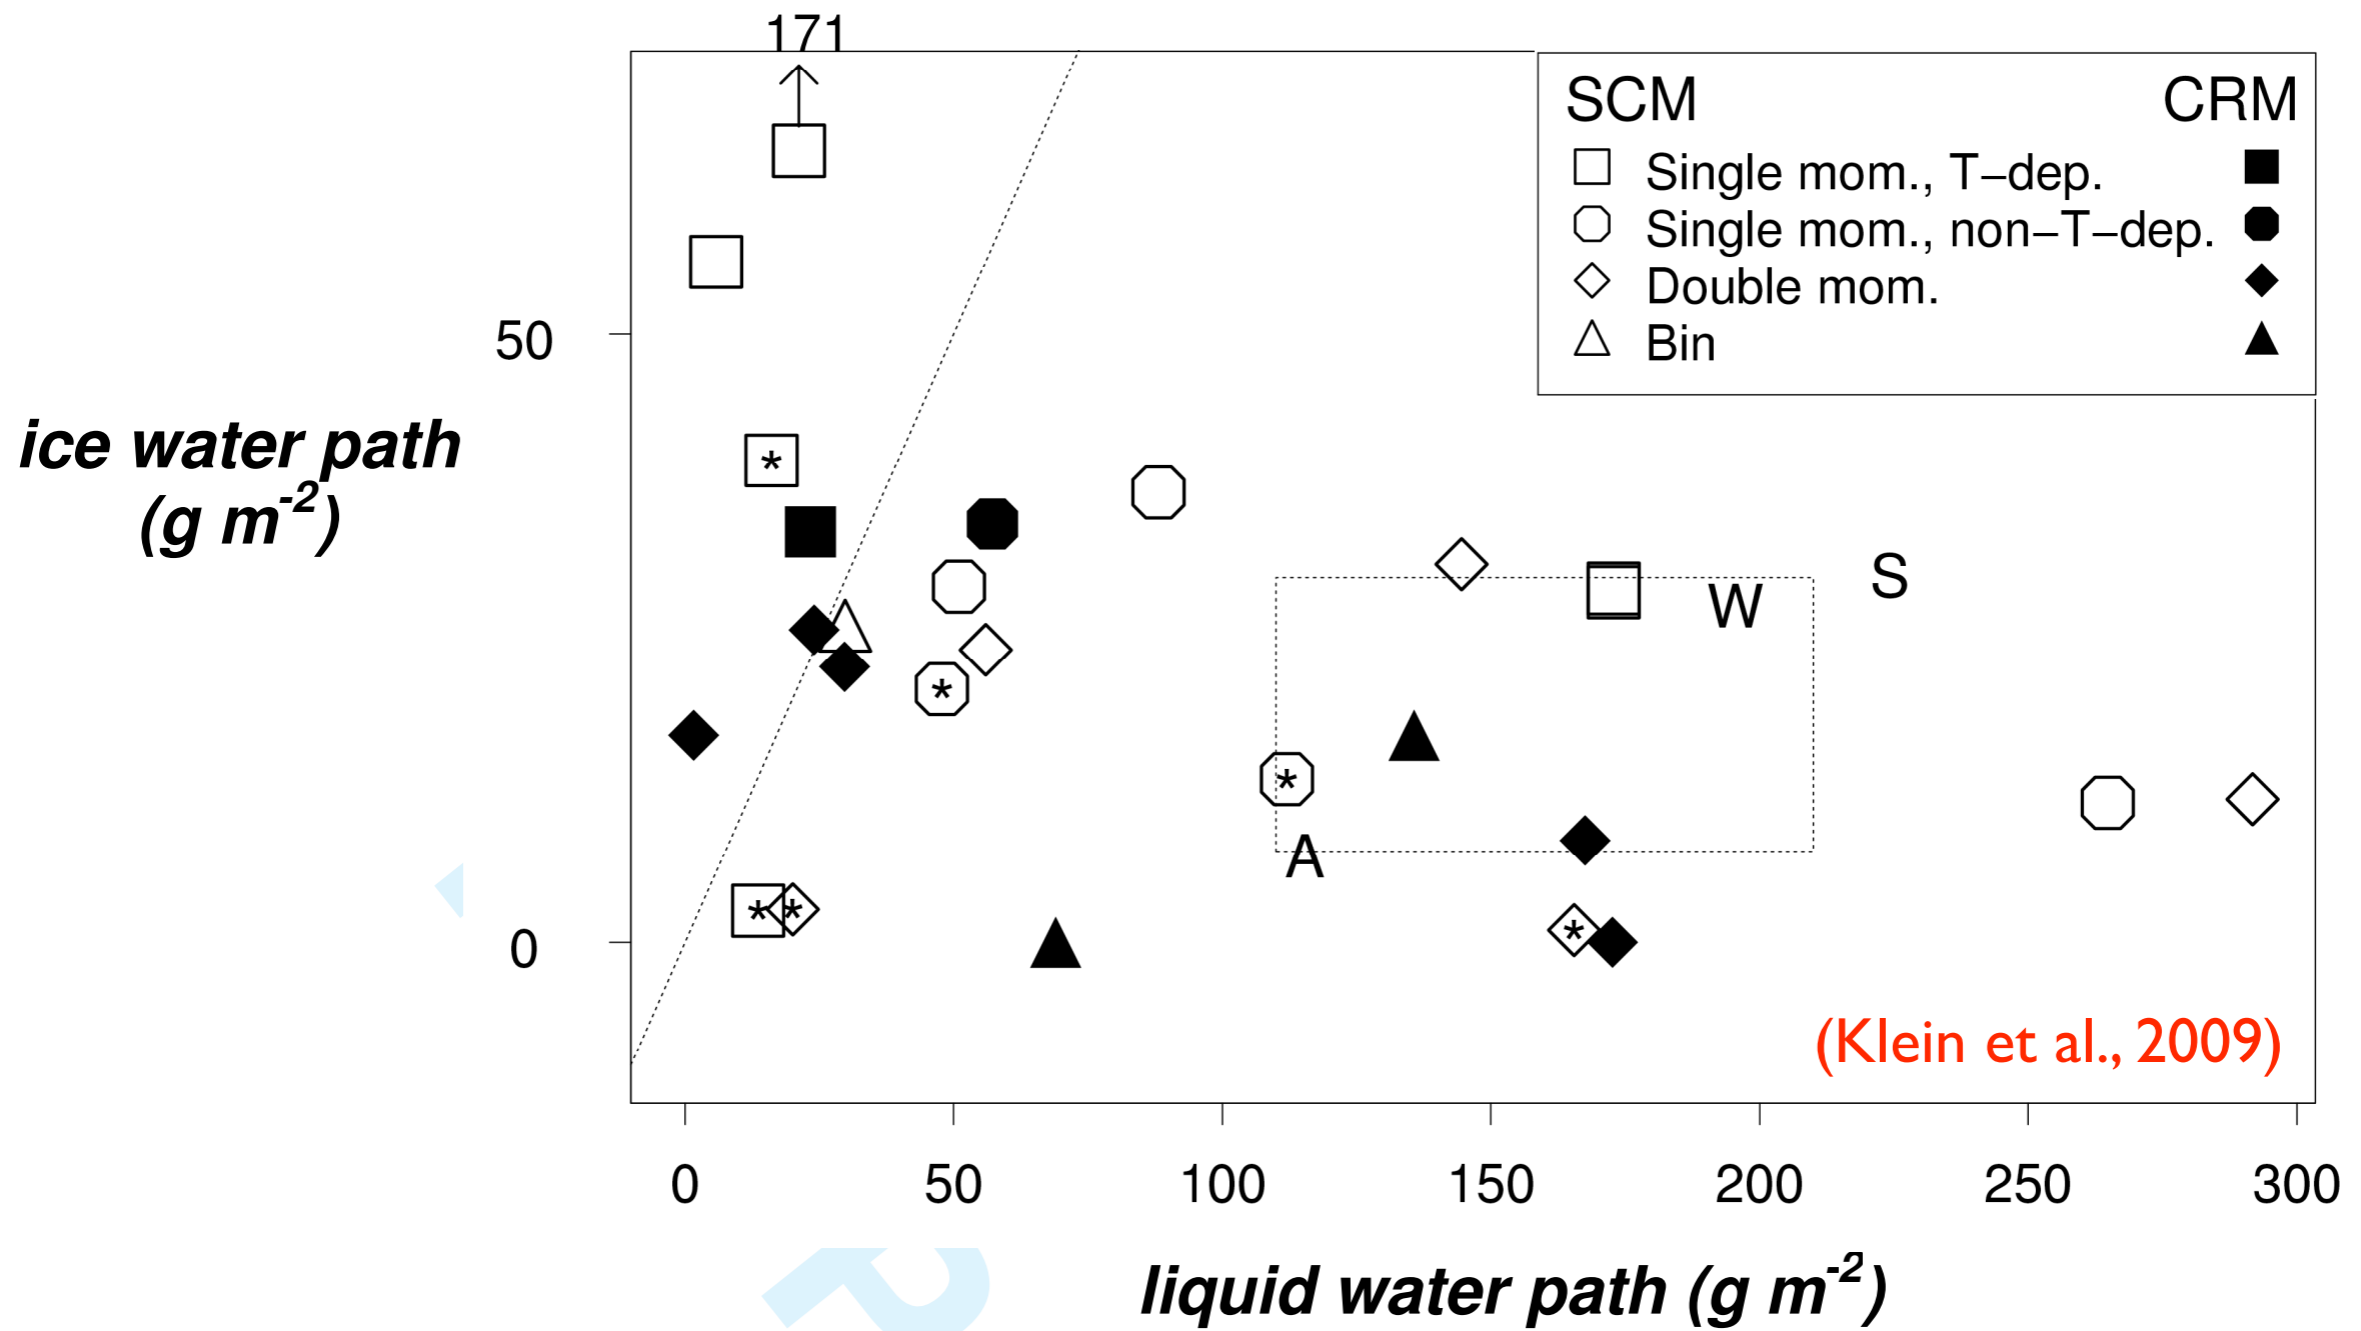 171
SCM CRM
Single mom., T−dep.
Single mom., non−T−dep.
Double mom.
Bin
50
ice water path
(g m-2)
*
S
W
*
*
A
* *
*
0
(Klein et al., 2009)
0 50 100 150 200 250 300
liquid water path (g m-2)